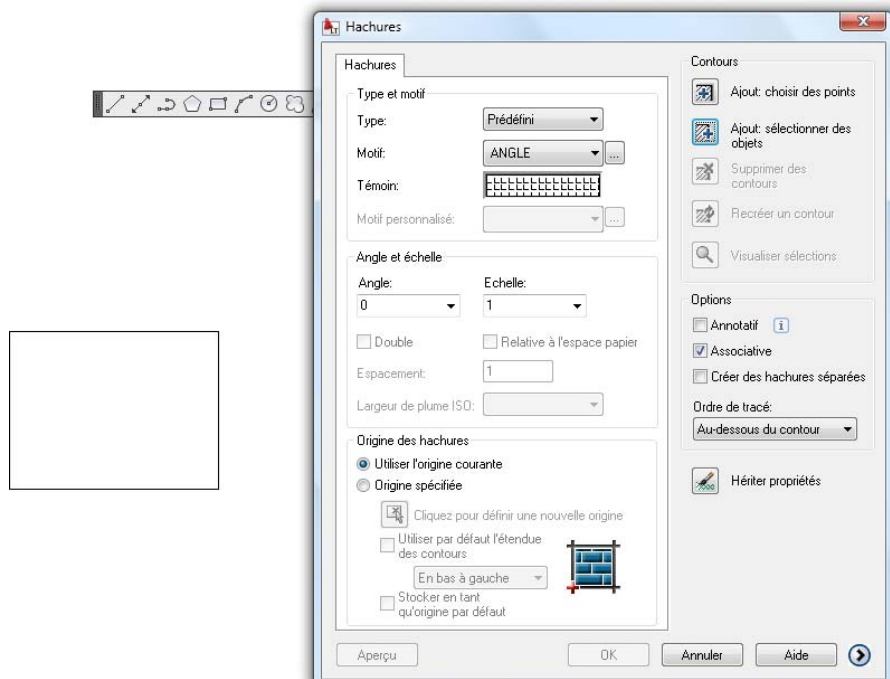 LT
Hachures
Hachures
Type et motif
Type:
Prédéfini
Motif:
ANGLE
...
Témoin:
Motif personnalisé:
...
Angle et échelle
Angle:
Echelle:
0
1
Double
Relative à l'espace papier
Espacement:
1
Largeur de plume ISO:
Origine des hachures
Utiliser l'origine courante
Origine spécifiée
Cliquez pour définir une nouvelle origine
Utiliser par défaut l'étendue
des contours
En bas à gauche
Stocker en tant
qu'origine par défaut
Contours
Ajout: choisir des points
Ajout: sélectionner des
objets
Supprimer des
contours
Recréer un contour
Visualiser sélections
Options
Annotatif
i
Associative
Créer des hachures séparées
Ordre de tracé:
Au-dessous du contour
Hériter propriétés
Aperçu
OK
Annuler
Aide